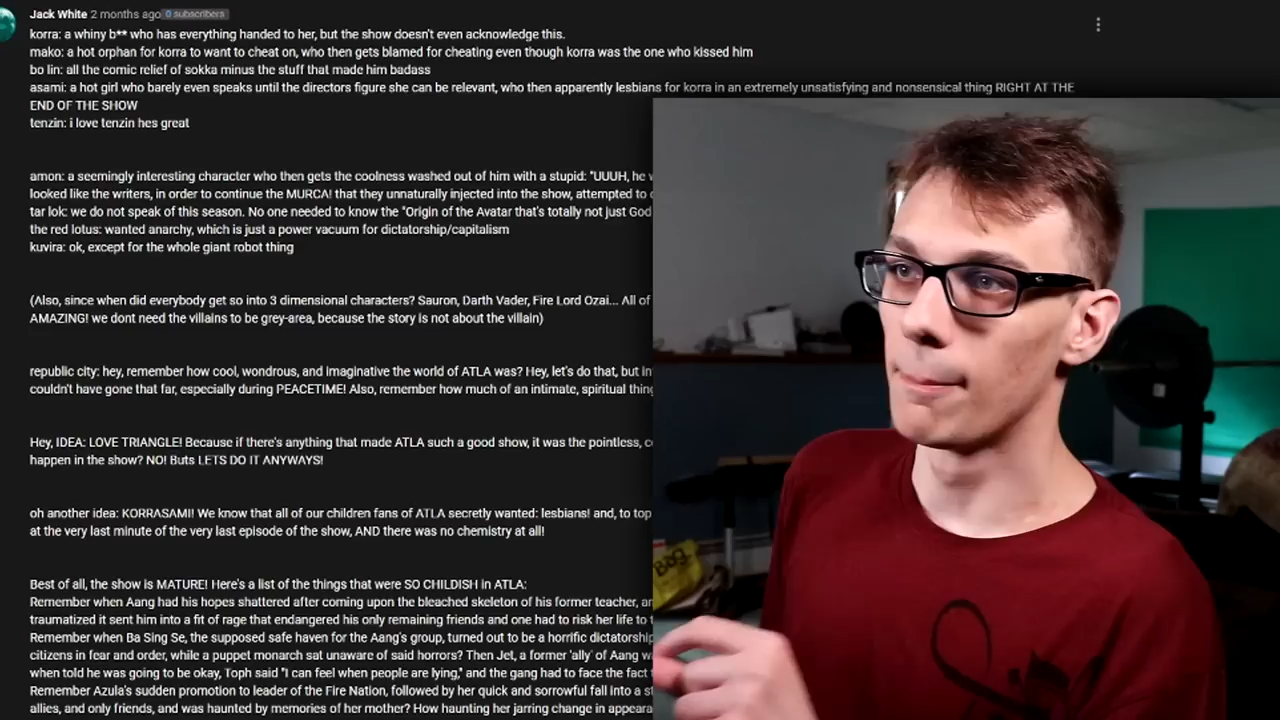 Jack White 2 months ago 0 subscribers
korra: a whiny b** who has everything handed to her, but the show doesn't even acknowledge this.
mako: a hot orphan for korra to want to cheat on, who then gets blamed for cheating even though korra was the one who kissed him
bo lin: all the comic relief of sokka minus the stuff that made him badass
asami: a hot girl who barely even speaks until the directors figure she can be relevant, who then apparently lesbians for korra in an extremely unsatisfying and nonsensical thing RIGHT AT THE
END OF THE SHOW
tenzin: i love tenzin hes great
amon: a seemingly interesting character who then gets the coolness washed out of him with a stupid: "UUUH, he
looked like the writers, in order to continue the MURCA! that they unnaturally injected into the show, attempted to
tar lok: we do not speak of this season. No one needed to know the "Origin of the Avatar that's totally not just God
the red lotus: wanted anarchy, which is just a power vacuum for dictatorship/capitalism
kuvira: ok, except for the whole giant robot thing
(Also, since when did everybody get so into 3 dimensional characters? Sauron, Darth Vader, Fire Lord Ozai... All of
AMAZING! we dont need the villains to be grey-area, because the story is not about the villain)
republic city: hey, remember how cool, wondrous, and imaginative the world of ATLA was? Hey, let's do that, but in
couldn't have gone that far, especially during PEACETIME! Also, remember how much of an intimate, spiritual thing
Hey, IDEA: LOVE TRIANGLE! Because if there's anything that made ATLA such a good show, it was the pointless,
happen in the show? NO! Buts LETS DO IT ANYWAYS!
oh another idea: KORRASAMI! We know that all of our children fans of ATLA secretly wanted: lesbians! and, to top
at the very last minute of the very last episode of the show, AND there was no chemistry at all!
Best of all, the show is MATURE! Here's a list of the things that were SO CHILDISH in ATLA:
Remember when Aang had his hopes shattered after coming upon the bleached skeleton of his former teacher,
traumatized it sent him into a fit of rage that endangered his only remaining friends and one had to risk her life to
Remember when Ba Sing Se, the supposed safe haven for the Aang's group, turned out to be a horrific dictatorship
citizens in fear and order, while a puppet monarch sat unaware of said horrors? Then Jet, a former 'ally' of Aang
when told he was going to be okay, Toph said "I can feel when people are lying," and the gang had to face the fact
Remember Azula's sudden promotion to leader of the Fire Nation, followed by her quick and sorrowful fall into a
allies, and only friends, and was haunted by memories of her mother? How haunting her jarring change in
Bag